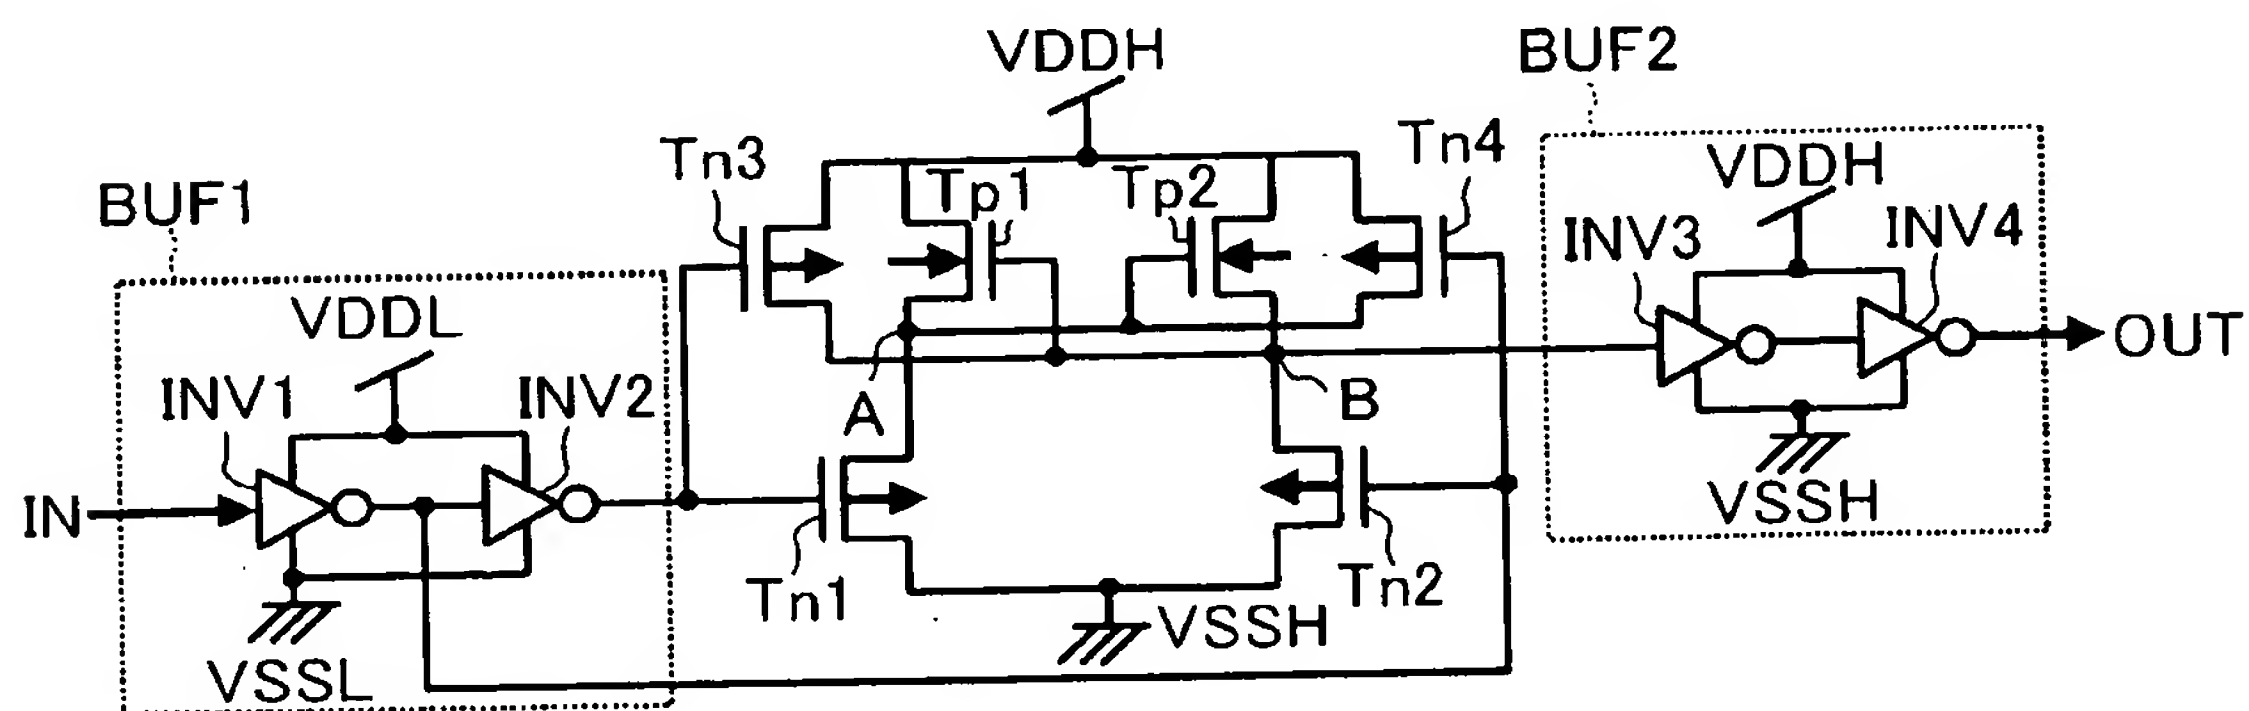 VDDH
BUF2
Tn3
Tn4
BUF1
Tp1
Tp2
VDDH
INV3
INV4
VDDL
INV1
INV2
A
B
OUT
IN
VSSH
Tn1
Tn2
VSSH
VSSL